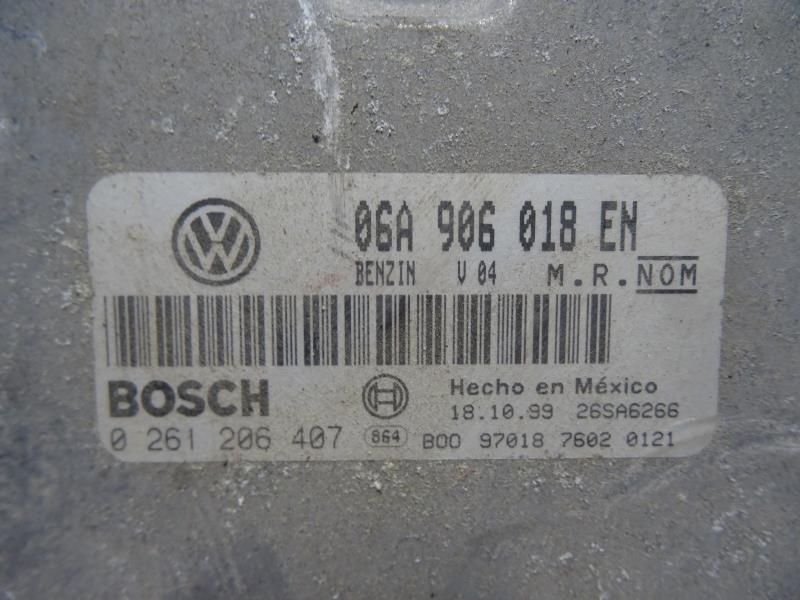 06A 906 018 EN
BENZIN V 04 M.R.NOM
BOSCH
Hecho en México
18.10.99 26SA6266
0 261 206 407 864 B00 97018 7602 0121